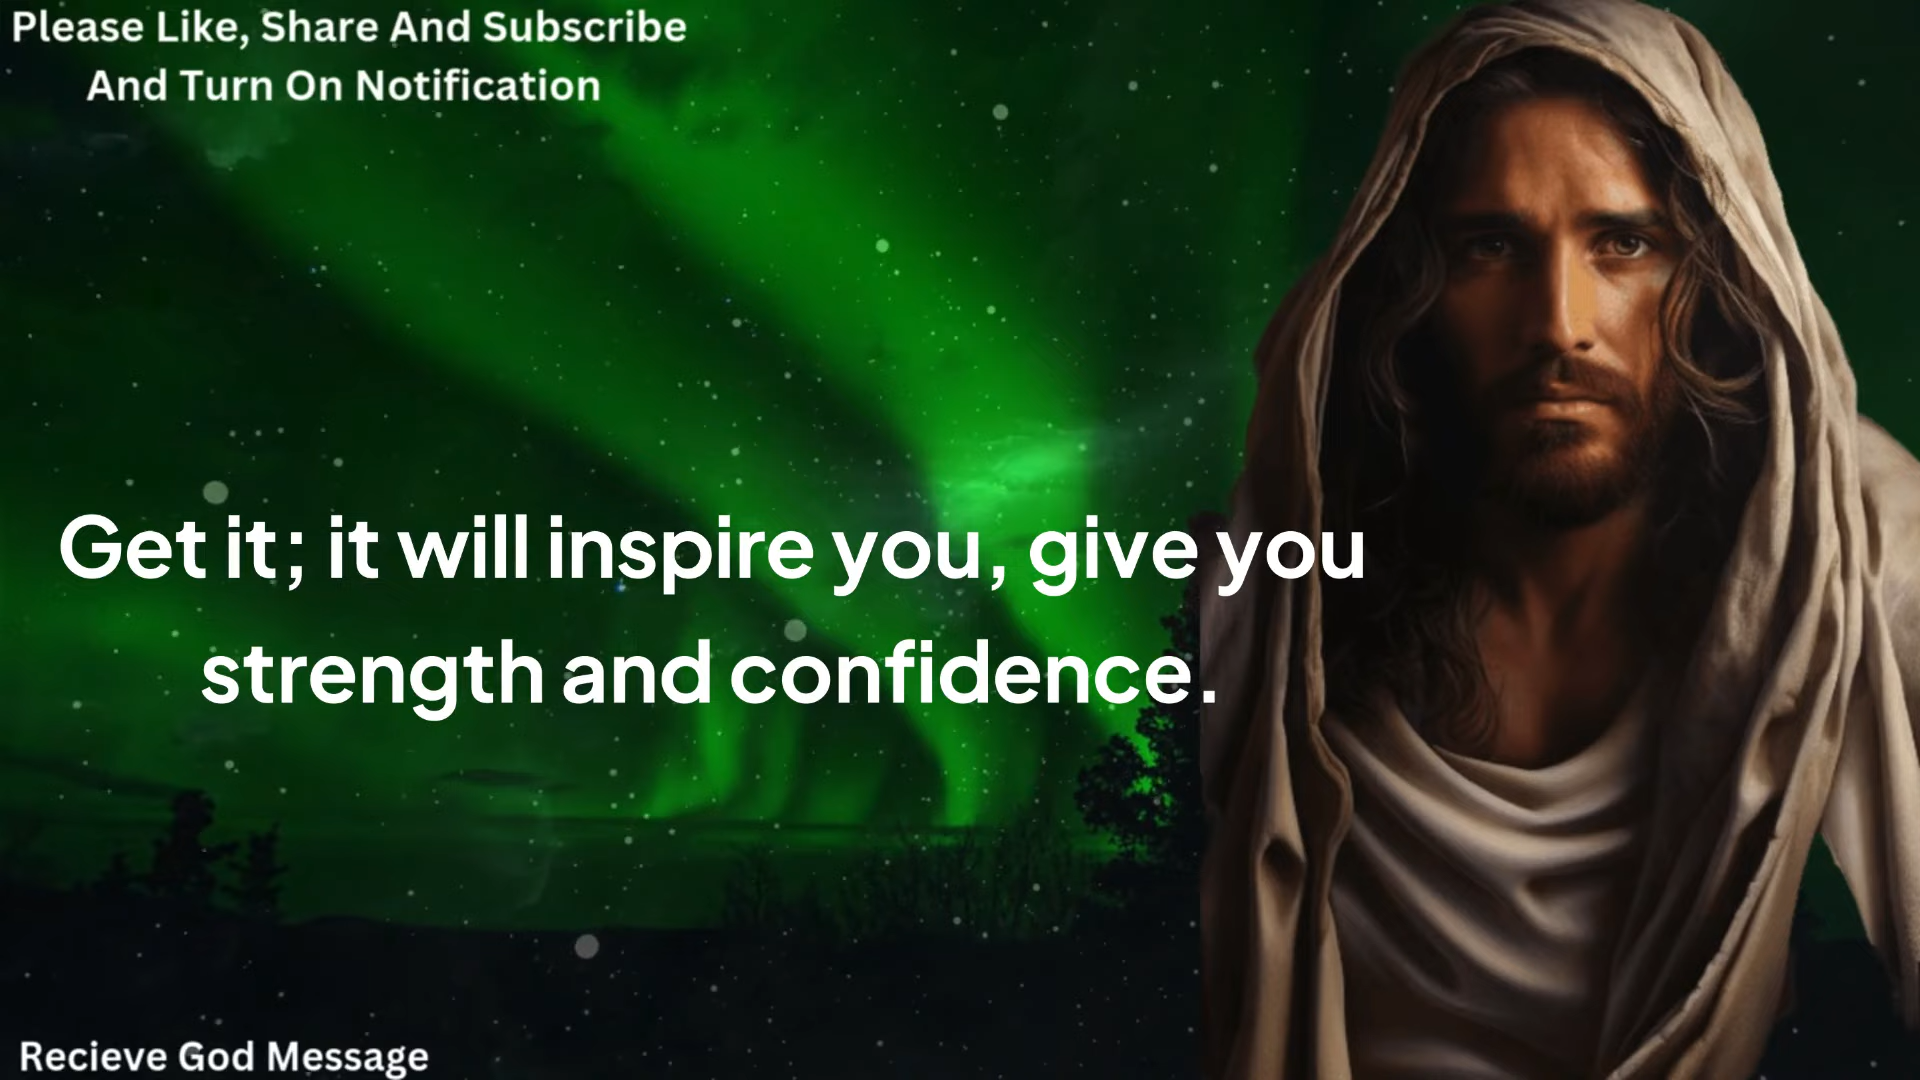 Please Like, Share And Subscribe
And Turn On Notification
Get it; it will inspire you, give you
strength and confidence.
Recieve God Message